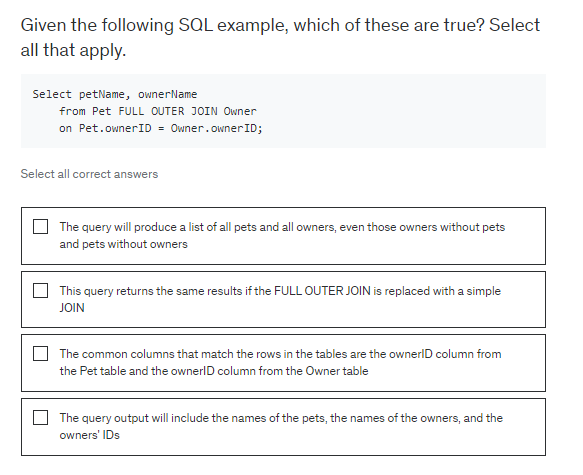 Given the following SQL example, which of these are true? Select
all that apply.
Select petName, ownerName
from Pet FULL OUTER JOIN Owner
on Pet.ownerID = Owner.ownerID;
Select all correct answers
The query will produce a list of all pets and all owners, even those owners without pets
and pets without owners
This query returns the same results if the FULL OUTER JOIN is replaced with a simple
JOIN
The common columns that match the rows in the tables are the ownerID column from
the Pet table and the ownerID column from the Owner table
The query output will include the names of the pets, the names of the owners, and the
owners' IDs